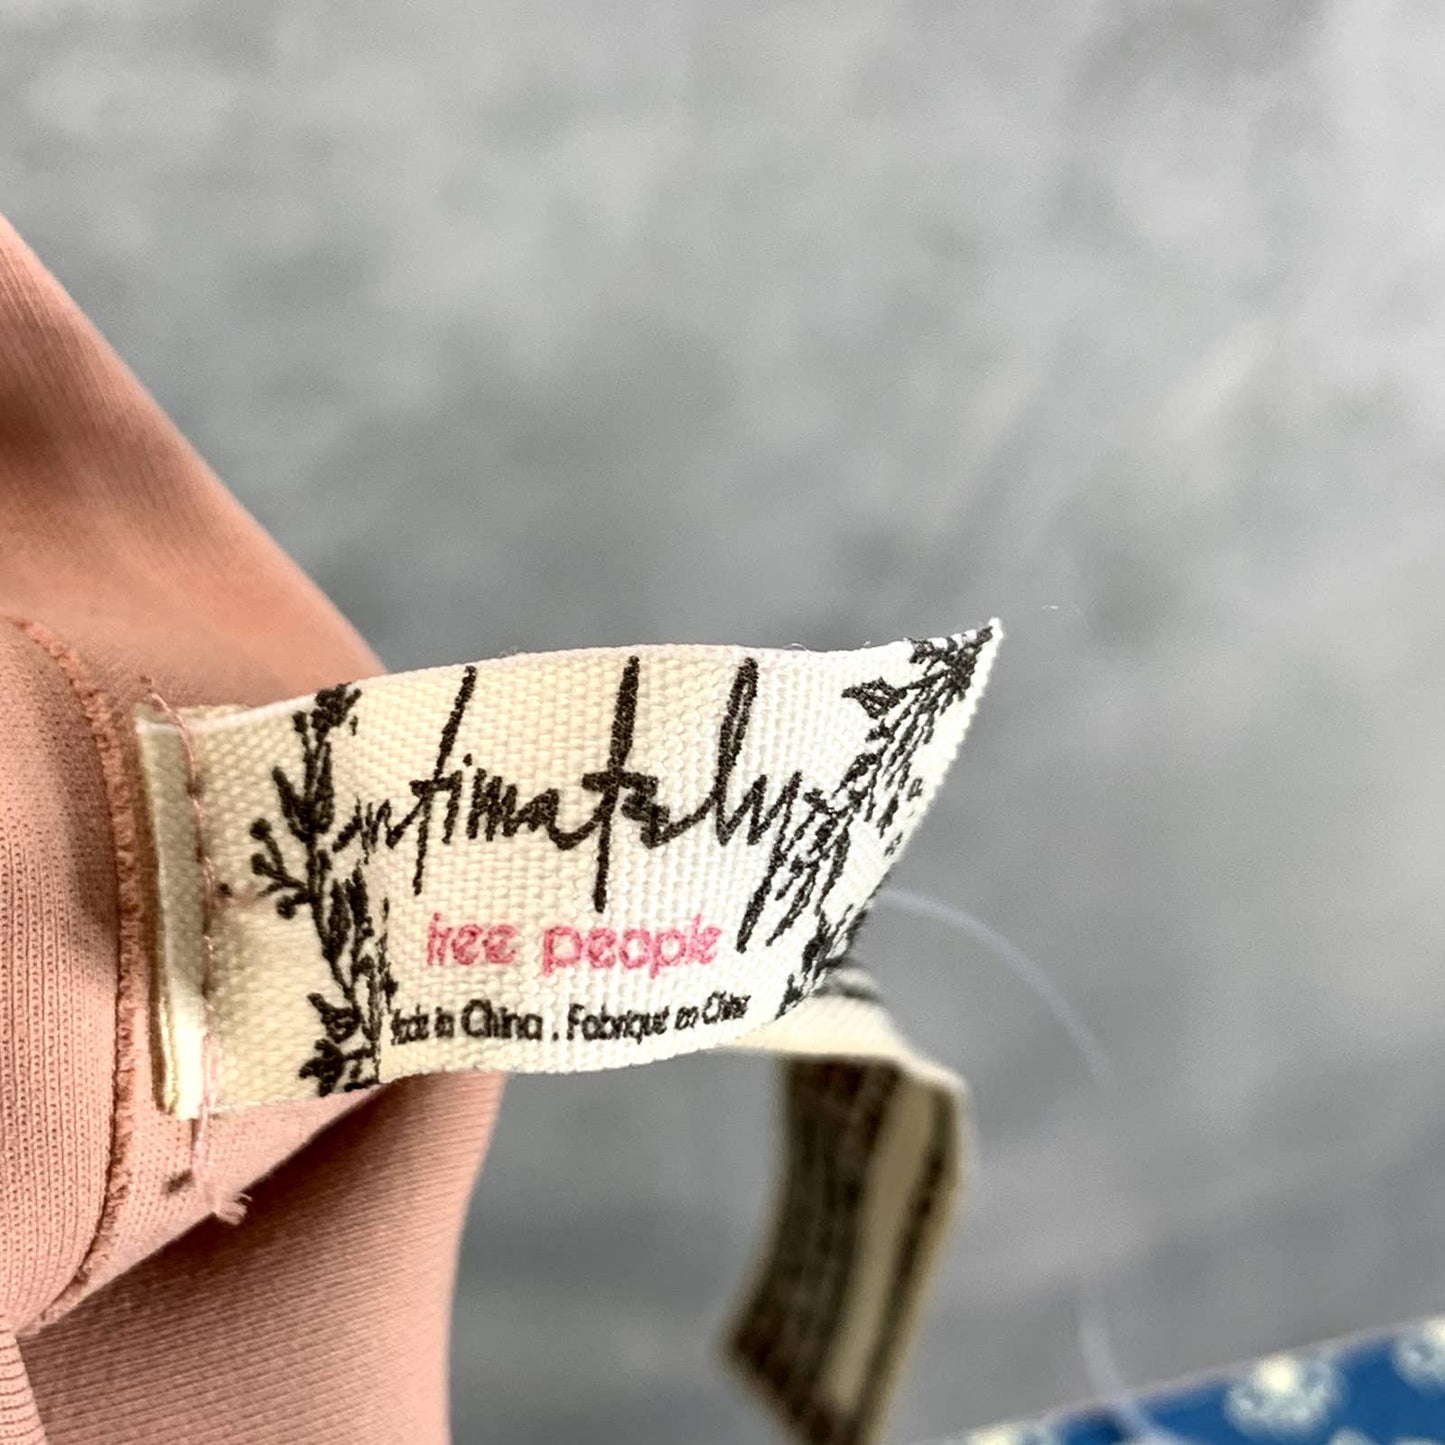 intimately
free people
Made in China . Fabriqué en Chine